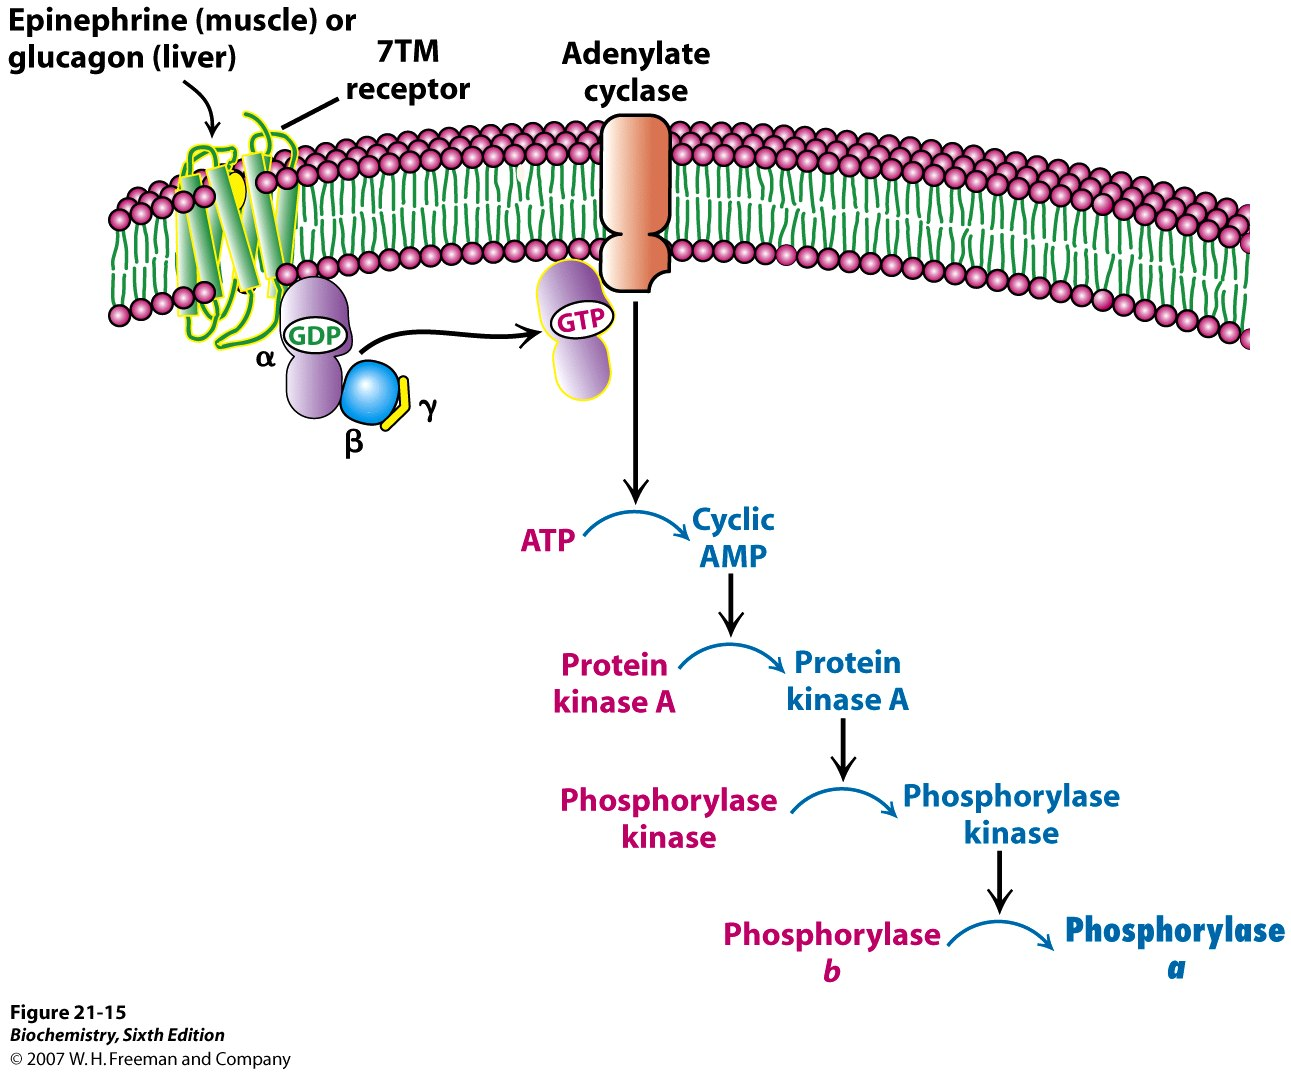 Epinephrine (muscle) or
glucagon (liver)
7TM
receptor
Adenylate
cyclase
GDP
GTP
α
β
γ
ATP
Cyclic
AMP
Protein
kinase A
Protein
kinase A
Phosphorylase
kinase
Phosphorylase
kinase
Phosphorylase
b
Phosphorylase
a
Figure 21-15
Biochemistry, Sixth Edition
© 2007 W. H. Freeman and Company